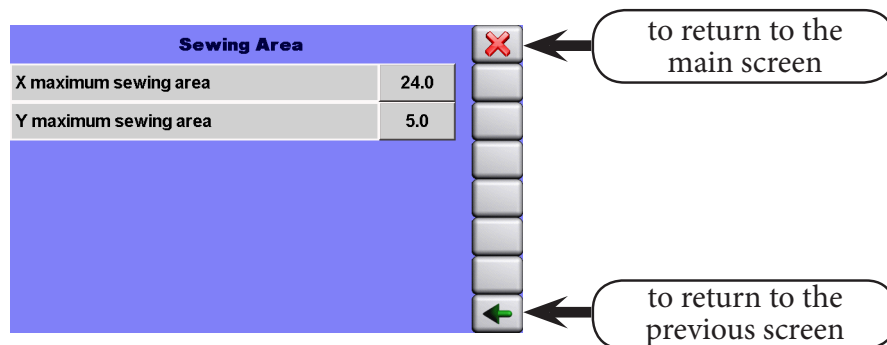 Sewing Area
X maximum sewing area 24.0
Y maximum sewing area 5.0
to return to the
main screen
to return to the
previous screen